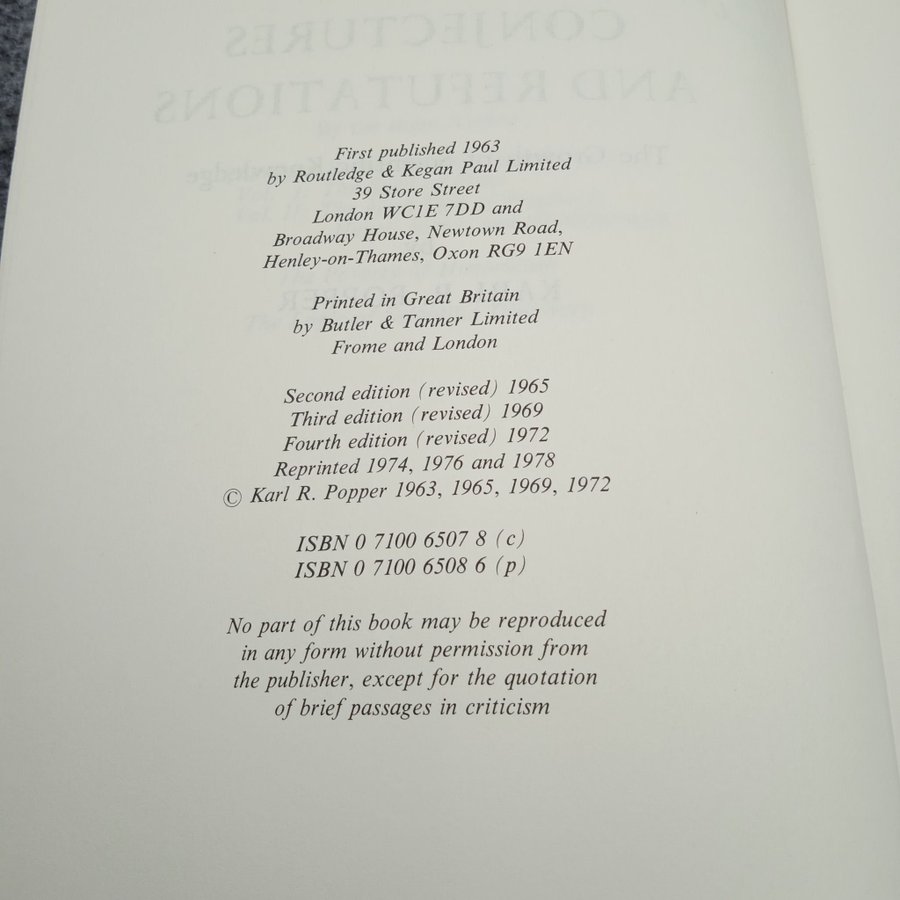 First published 1963
by Routledge & Kegan Paul Limited
39 Store Street
London WC1E 7DD and
Broadway House, Newtown Road,
Henley-on-Thames, Oxon RG9 1EN
Printed in Great Britain
by Butler & Tanner Limited
Frome and London
Second edition (revised) 1965
Third edition (revised) 1969
Fourth edition (revised) 1972
Reprinted 1974, 1976 and 1978
© Karl R. Popper 1963, 1965, 1969, 1972
ISBN 0 7100 6507 8 (c)
ISBN 0 7100 6508 6 (p)
No part of this book may be reproduced
in any form without permission from
the publisher, except for the quotation
of brief passages in criticism